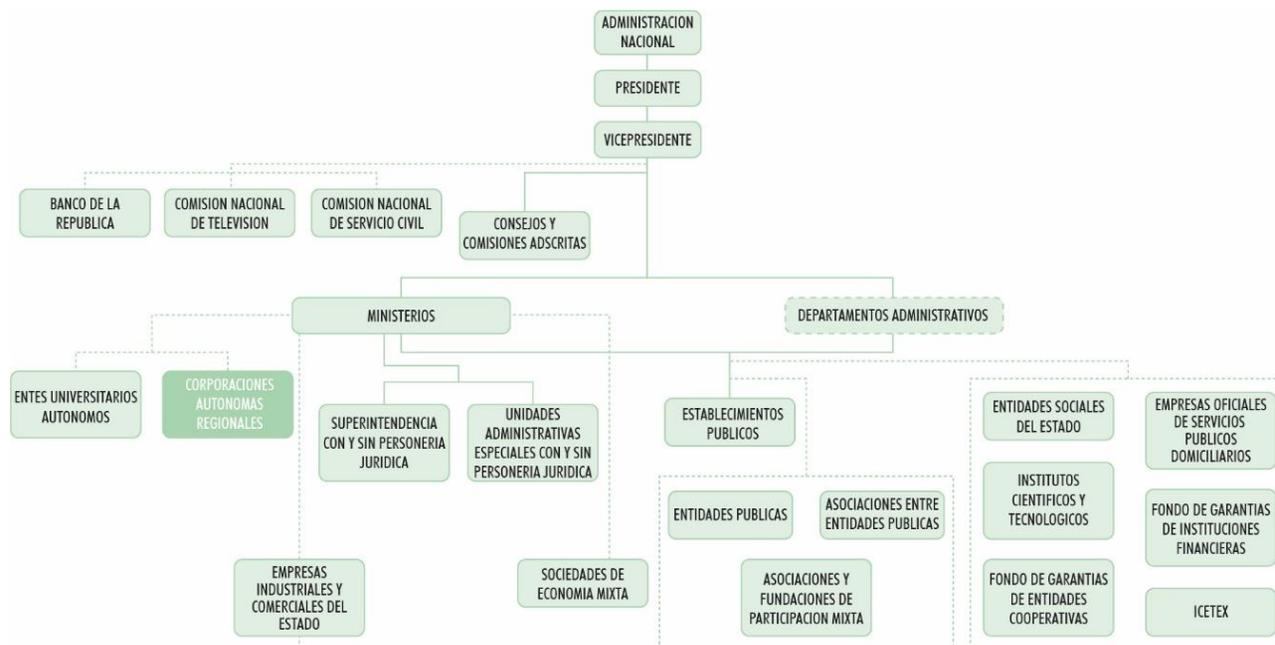 ADMINISTRACION
NACIONAL
PRESIDENTE
VICEPRESIDENTE
BANCO DE LA
REPUBLICA
COMISION NACIONAL
DE TELEVISION
COMISION NACIONAL
DE SERVICIO CIVIL
CONSEJOS Y
COMISIONES ADSCRITAS
MINISTERIOS
DEPARTAMENTOS ADMINISTRATIVOS
ENTES UNIVERSITARIOS
AUTONOMOS
CORPORACIONES
AUTONOMAS
REGIONALES
SUPERINTENDENCIA
CON Y SIN PERSONERIA
JURIDICA
UNIDADES
ADMINISTRATIVAS
ESPECIALES CON Y SIN
PERSONERIA JURIDICA
ESTABLECIMIENTOS
PUBLICOS
ENTIDADES SOCIALES
DEL ESTADO
EMPRESAS OFICIALES
DE SERVICIOS
PUBLICOS
DOMICILIARIOS
ENTIDADES PUBLICAS
ASOCIACIONES ENTRE
ENTIDADES PUBLICAS
INSTITUTOS
CIENTIFICOS Y
TECNOLOGICOS
FONDO DE GARANTIAS
DE INSTITUCIONES
FINANCIERAS
EMPRESAS
INDUSTRIALES Y
COMERCIALES DEL
ESTADO
SOCIEDADES DE
ECONOMIA MIXTA
ASOCIACIONES Y
FUNDACIONES DE
PARTICIPACION MIXTA
FONDO DE GARANTIAS
DE ENTIDADES
COOPERATIVAS
ICETEX